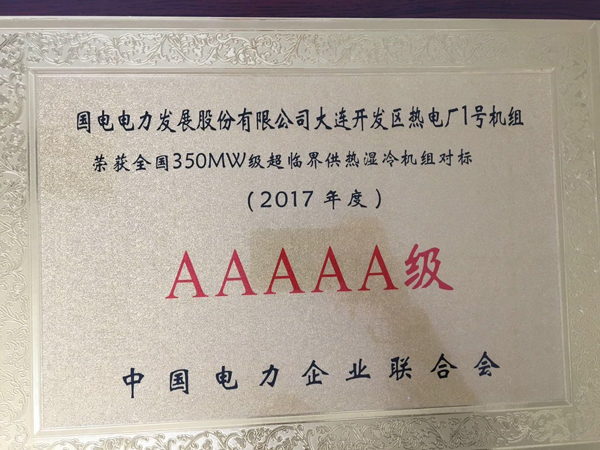 国电电力发展股份有限公司大连开发区热电厂1号机组
荣获全国350MW级超临界供热湿冷机组对标
(2017年度)
AAAAA级
中国电力企业联合会